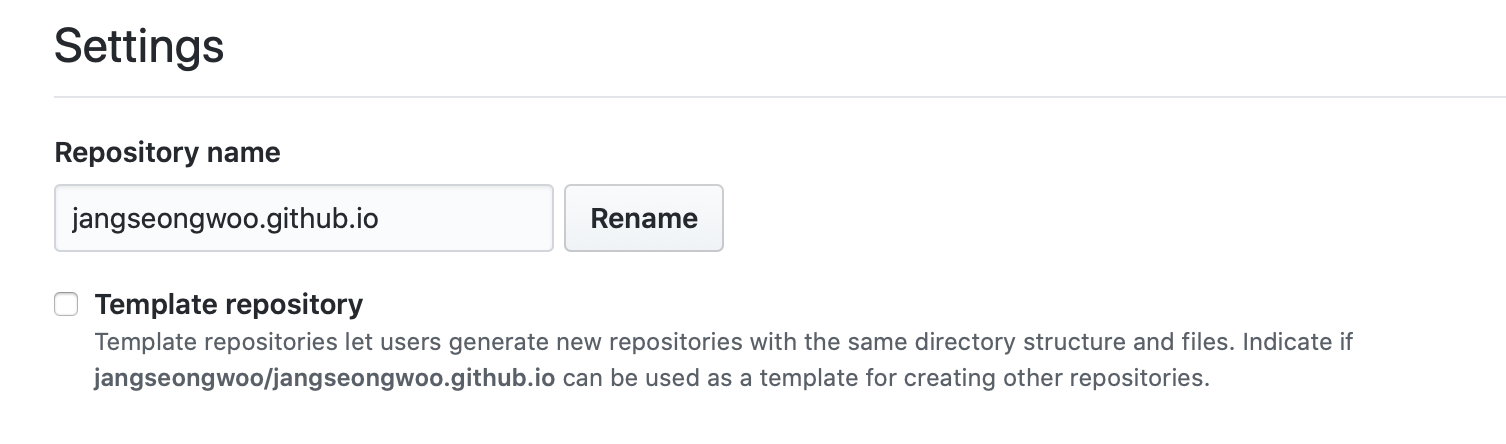 Settings
Repository name
jangseongwoo.github.io
Rename
Template repository
Template repositories let users generate new repositories with the same directory structure and files. Indicate if
jangseongwoo/jangseongwoo.github.io can be used as a template for creating other repositories.